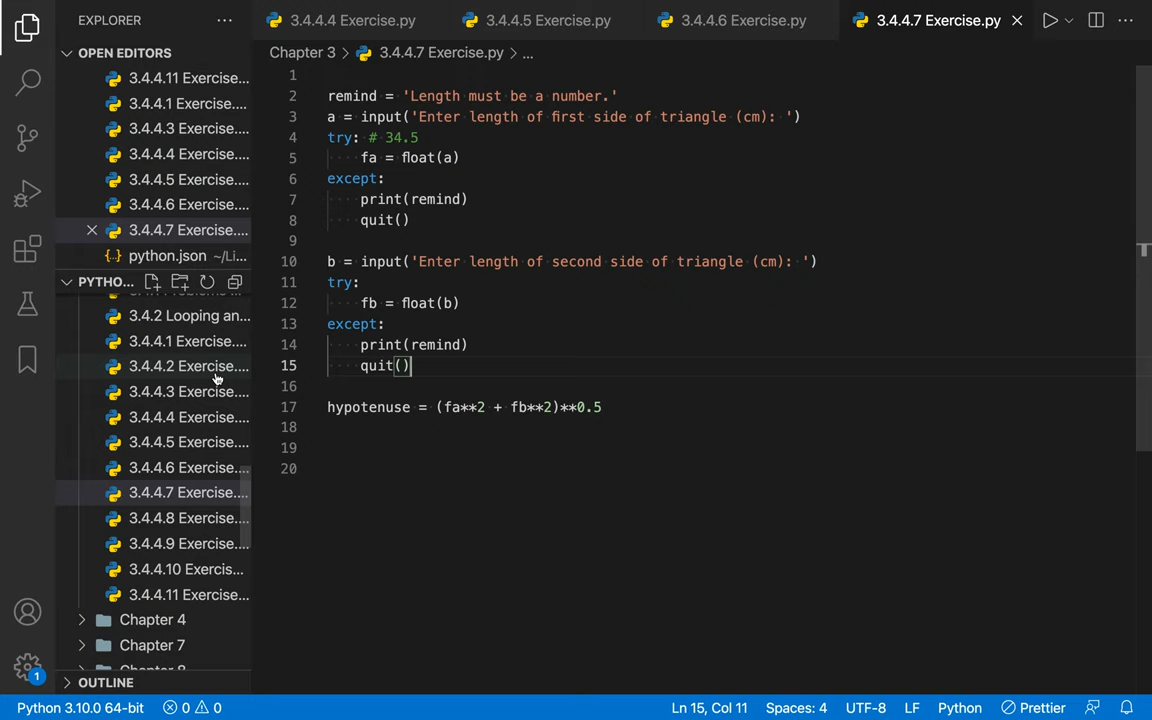 EXPLORER
OPEN EDITORS
3.4.4.11 Exercise....
3.4.4.1 Exercise....
3.4.4.3 Exercise....
3.4.4.4 Exercise....
3.4.4.5 Exercise....
3.4.4.6 Exercise....
3.4.4.7 Exercise....
python.json ~/Li...
PYTHO...
3.4.2 Looping an...
3.4.4.1 Exercise....
3.4.4.2 Exercise....
3.4.4.3 Exercise....
3.4.4.4 Exercise....
3.4.4.5 Exercise....
3.4.4.6 Exercise....
3.4.4.7 Exercise....
3.4.4.8 Exercise....
3.4.4.9 Exercise....
3.4.4.10 Exercis...
3.4.4.11 Exercise....
Chapter 4
Chapter 7
Chapter 8
OUTLINE
1
3.4.4.4 Exercise.py 3.4.4.5 Exercise.py 3.4.4.6 Exercise.py 3.4.4.7 Exercise.py
Chapter 3 > 3.4.4.7 Exercise.py > ...
1
2 remind = 'Length must be a number.'
3 a = input('Enter length of first side of triangle (cm): ')
4 try: # 34.5
5 fa = float(a)
6 except:
7 print(remind)
8 quit()
9
10 b = input('Enter length of second side of triangle (cm): ')
11 try:
12 fb = float(b)
13 except:
14 print(remind)
15 quit()
16
17 hypotenuse = (fa**2 + fb**2)**0.5
18
19
20
Python 3.10.0 64-bit 0 0 Ln 15, Col 11 Spaces: 4 UTF-8 LF Python Prettier